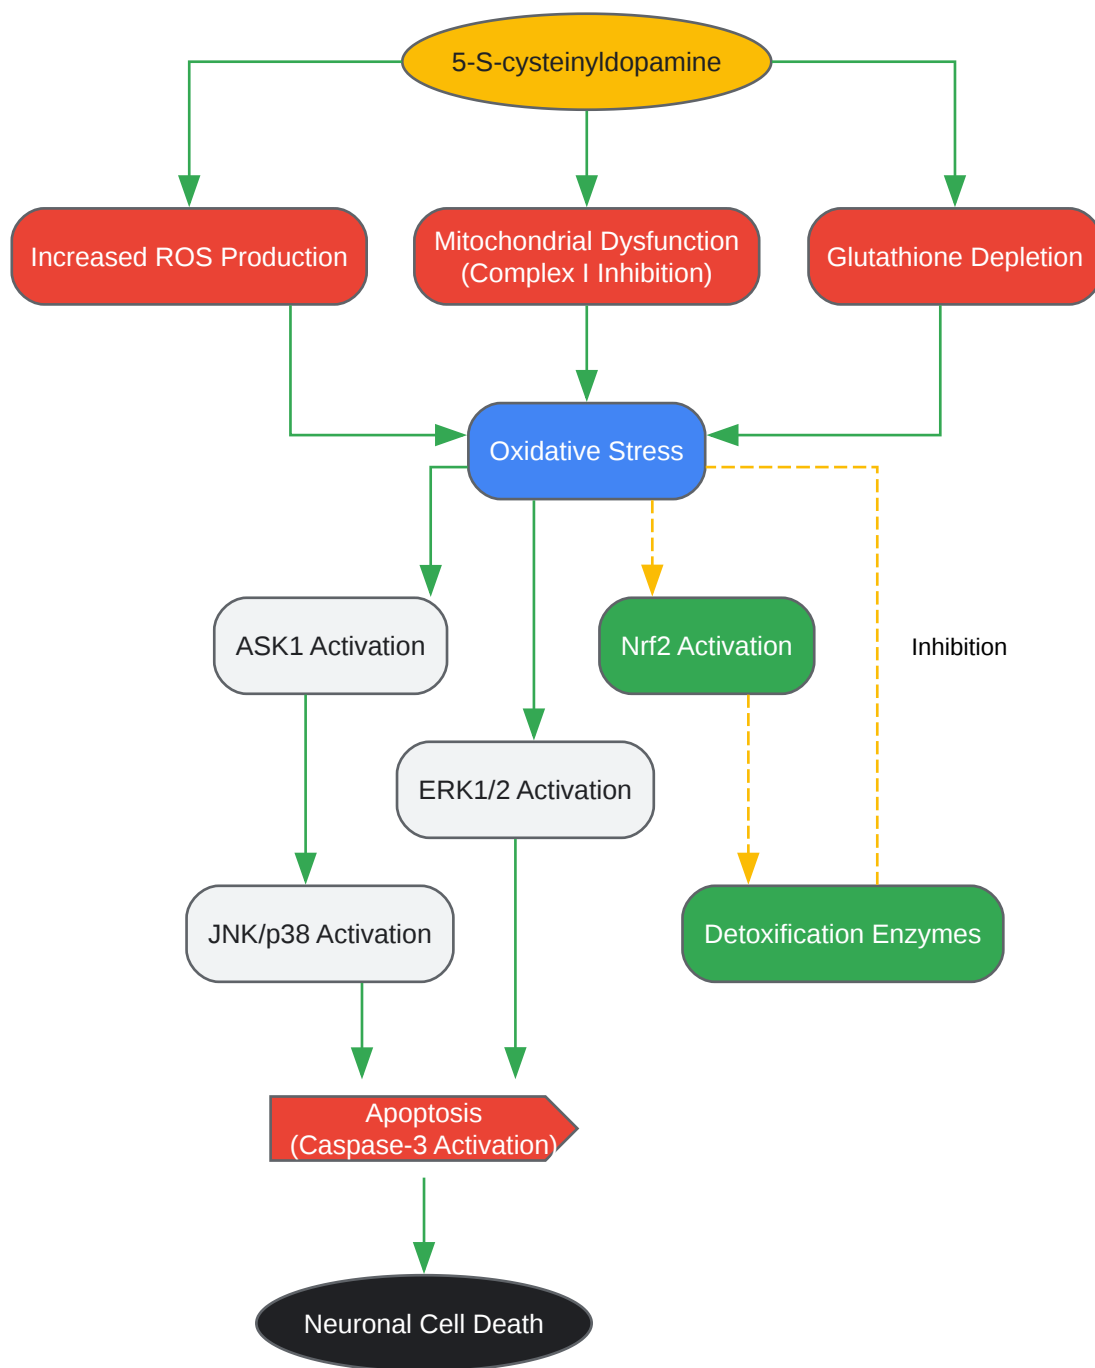 5-S-cysteinyldopamine
Increased ROS Production
Mitochondrial Dysfunction
(Complex I Inhibition)
Glutathione Depletion
Oxidative Stress
ASK1 Activation
Nrf2 Activation
Inhibition
ERK1/2 Activation
JNK/p38 Activation
Detoxification Enzymes
Apoptosis
(Caspase-3 Activation)
Neuronal Cell Death